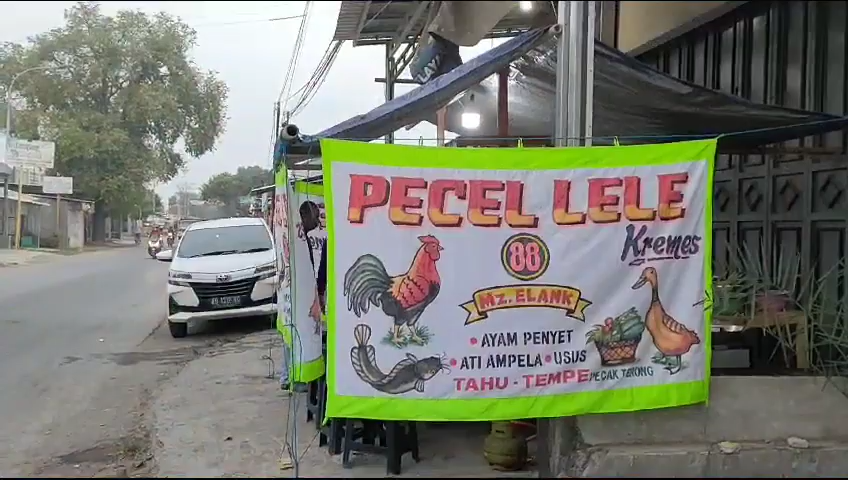 PECEL LELE
Kremes
88
MZ. ELANK
• AYAM PENYET
• ATI AMPELA • USUS
TAHU - TEMPE
PECAK TERONG